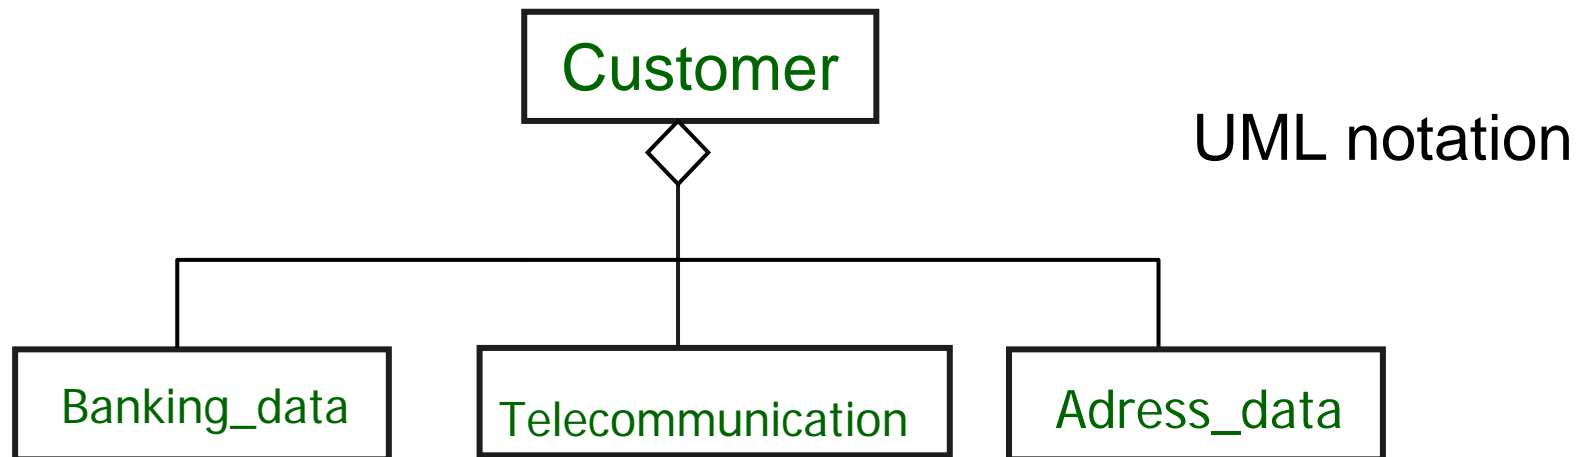 Customer
UML notation
Banking_data
Telecommunication
Adress_data